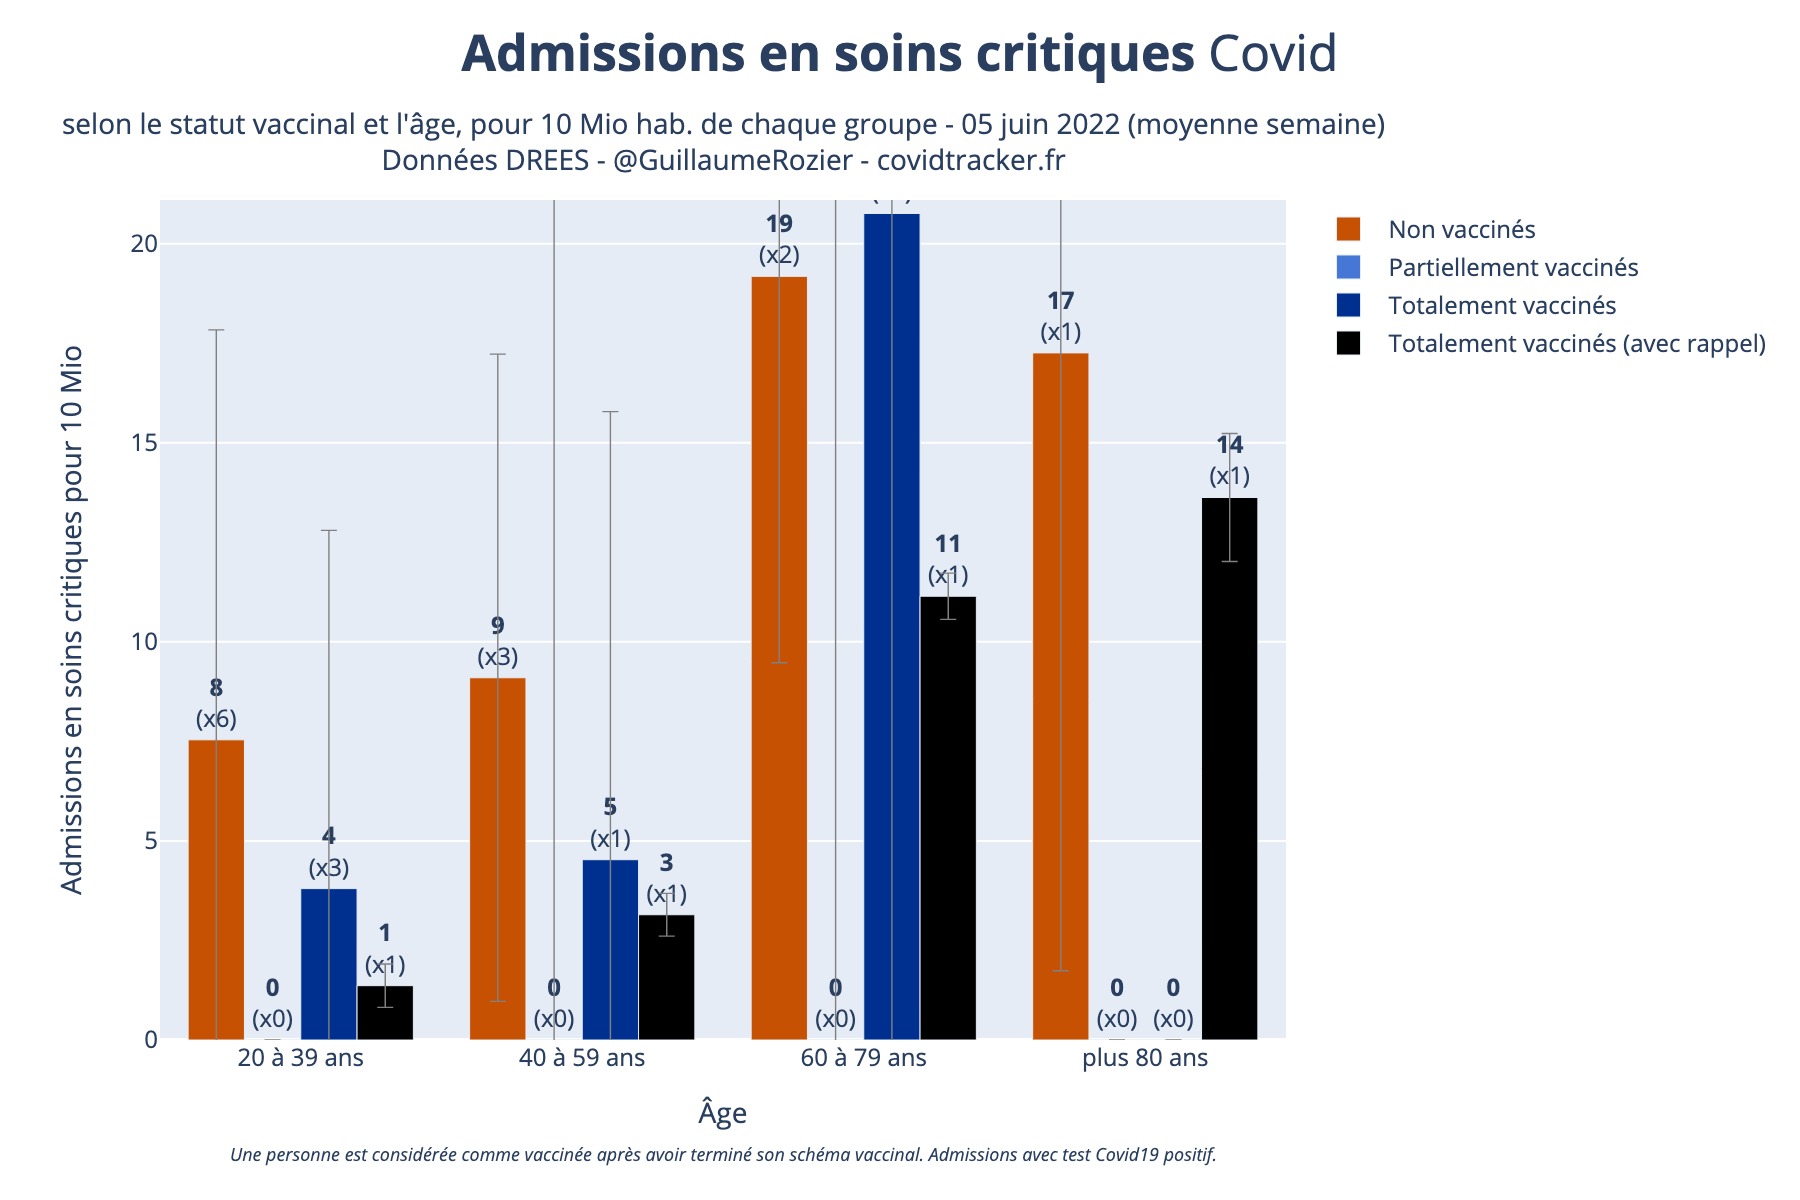 Admissions en soins critiques Covid
selon le statut vaccinal et l'âge, pour 10 Mio hab. de chaque groupe - 05 juin 2022 (moyenne semaine)
Données DREES - @GuillaumeRozier - covidtracker.fr
Non vaccinés
Partiellement vaccinés
Totalement vaccinés
Totalement vaccinés (avec rappel)
Admissions en soins critiques pour 10 Mio
20
15
10
5
0
8
(x6)
0
(x0)
4
(x3)
1
(x1)
9
(x3)
0
(x0)
5
(x1)
3
(x1)
19
(x2)
0
(x0)
11
(x1)
17
(x1)
0
(x0)
0
(x0)
14
(x1)
20 à 39 ans
40 à 59 ans
60 à 79 ans
plus 80 ans
Âge
Une personne est considérée comme vaccinée après avoir terminé son schéma vaccinal. Admissions avec test Covid19 positif.